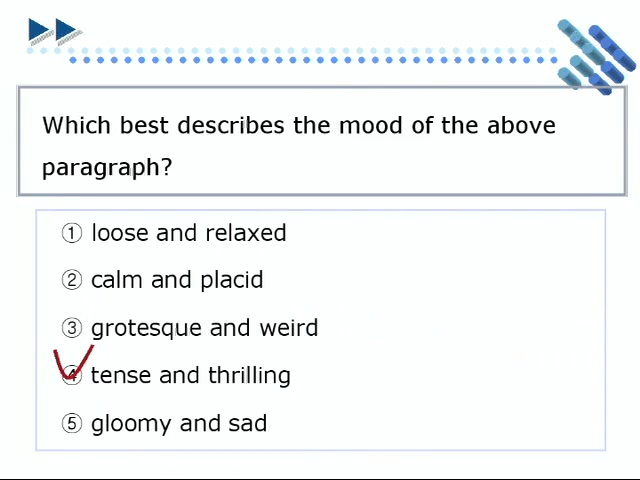 Which best describes the mood of the above
paragraph?
① loose and relaxed
② calm and placid
③ grotesque and weird
④ tense and thrilling
⑤ gloomy and sad